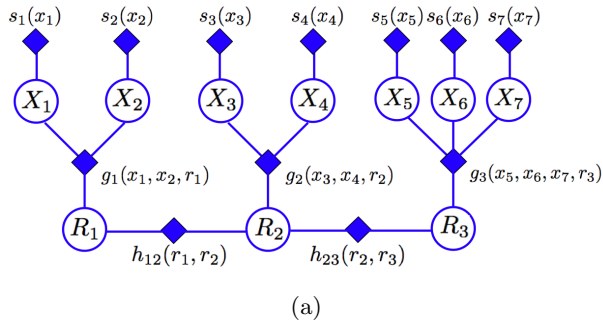 s₁(x₁) s₂(x₂) s₃(x₃) s₄(x₄) s₅(x₅) s₆(x₆) s₇(x₇)
X₁ X₂ X₃ X₄ X₅ X₆ X₇
g₁(x₁, x₂, r₁) g₂(x₃, x₄, r₂) g₃(x₅, x₆, x₇, r₃)
R₁ R₂ R₃
h₁₂(r₁, r₂) h₂₃(r₂, r₃)
(a)